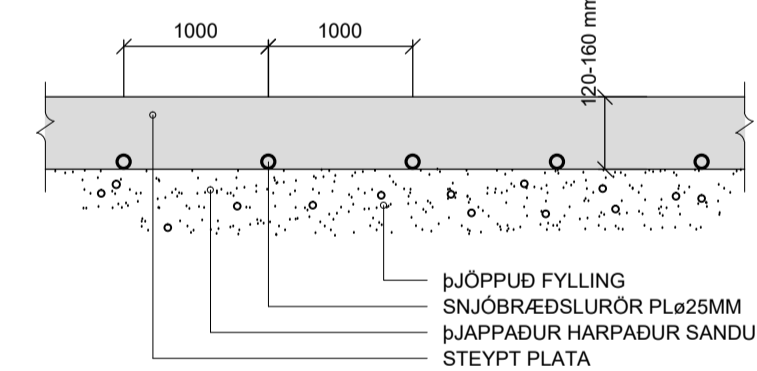 1000
1000
120-160 mm
þJÖPPUÐ FYLLING
SNJÓBRÆÐSLURÖR PLø25MM
þJAPPAÐUR HARPAÐUR SANDU
STEYPT PLATA